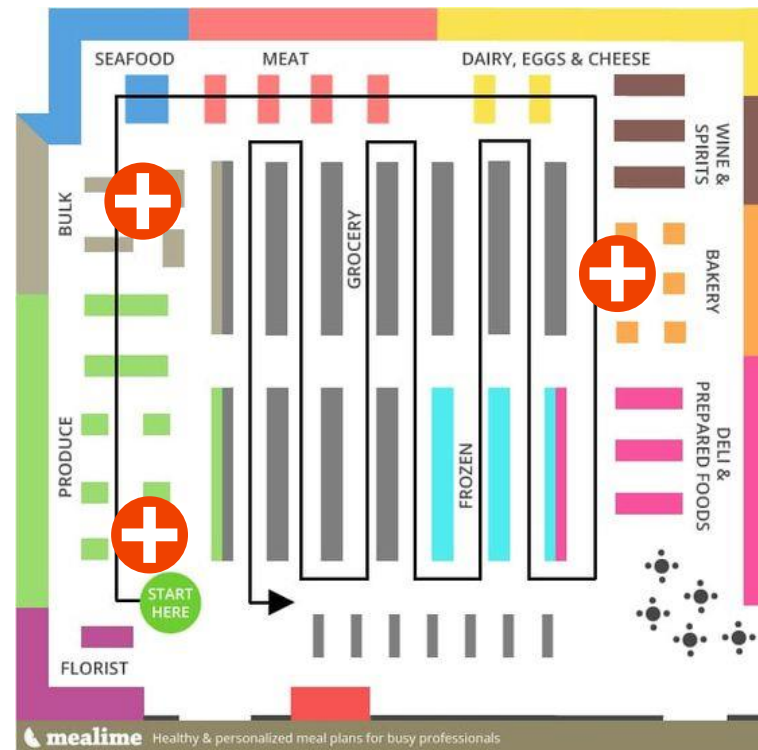 SEAFOOD
MEAT
DAIRY, EGGS & CHEESE
WINE &
SPIRITS
BULK
GROCERY
BAKERY
PRODUCE
FROZEN
DELI &
PREPARED FOODS
START
HERE
FLORIST
mealime Healthy & personalized meal plans for busy professionals